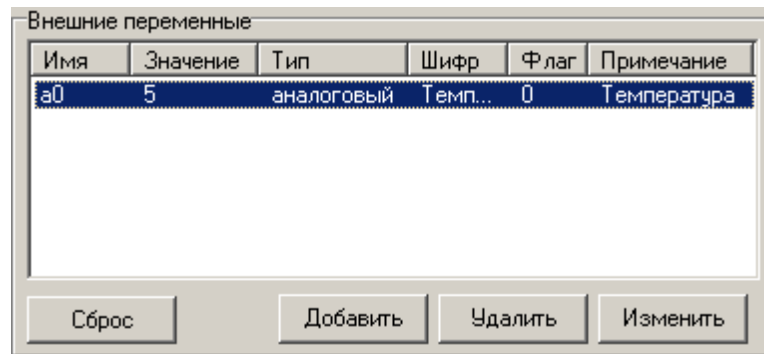 Внешние переменные
Имя Значение Тип Шифр Флаг Примечание
a0 5 аналоговый Темп... 0 Температура
Сброс Добавить Удалить Изменить